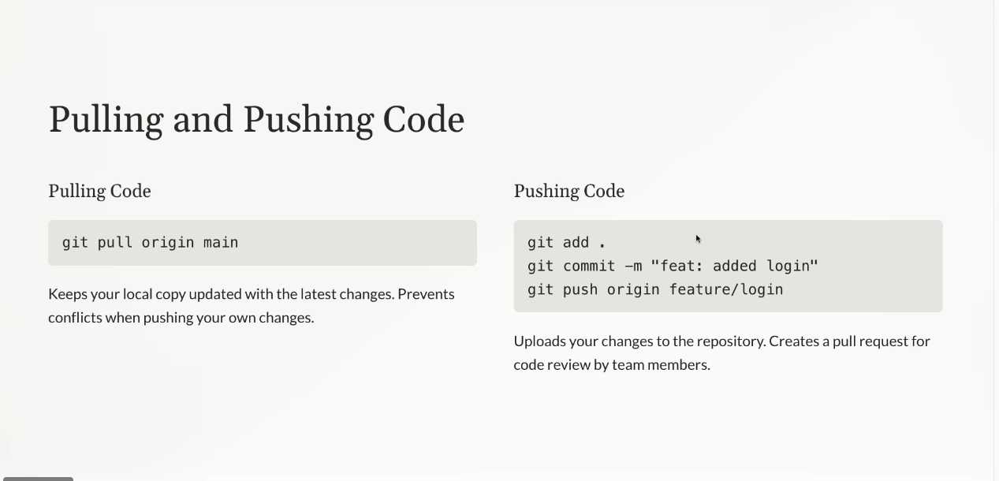 Pulling and Pushing Code
Pulling Code
git pull origin main
Keeps your local copy updated with the latest changes. Prevents
conflicts when pushing your own changes.
Pushing Code
git add .
git commit -m "feat: added login"
git push origin feature/login
Uploads your changes to the repository. Creates a pull request for
code review by team members.